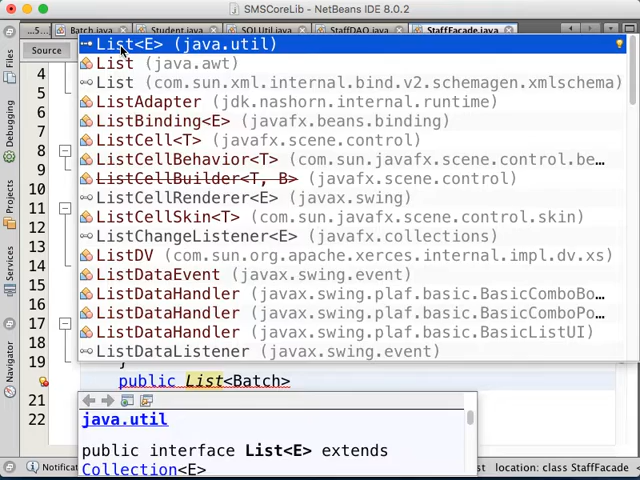 SMSCoreLib - NetBeans IDE 8.0.2
...5...
Batch.java
Student.java
SQLUtil.java
StaffDAO.java
StaffFacade.java
Files
Debugging
Projects
Services
Navigator
Source
4
5
6
7
8
9
10
11
12
13
14
15
16
17
18
19
21
22
List<E> (java.util)
List (java.awt)
List (com.sun.xml.internal.bind.v2.schemagen.xmlschema)
ListAdapter (jdk.nashorn.internal.runtime)
ListBinding<E> (javafx.beans.binding)
ListCell<T> (javafx.scene.control)
ListCellBehavior<T> (com.sun.javafx.scene.control.be...
ListCellBuilder<T, B> (javafx.scene.control)
ListCellRenderer<E> (javax.swing)
ListCellSkin<T> (com.sun.javafx.scene.control.skin)
ListChangeListener<E> (javafx.collections)
ListDV (com.sun.org.apache.xerces.internal.impl.dv.xs)
ListDataEvent (javax.swing.event)
ListDataHandler (javax.swing.plaf.basic.BasicComboBo...
ListDataHandler (javax.swing.plaf.basic.BasicComboPo...
ListDataHandler (javax.swing.plaf.basic.BasicListUI)
ListDataListener (javax.swing.event)
}
public List<Batch>
java.util
public interface List<E> extends
Collection<E>
Notificat
location: class StaffFacade